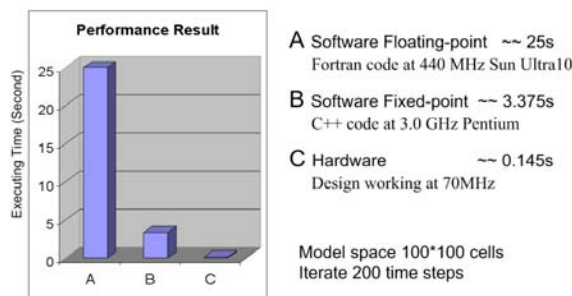 Performance Result
Executing Time (Second)
25
20
15
10
5
0
A
B
C
A Software Floating-point ~~ 25s
Fortran code at 440 MHz Sun Ultra10
B Software Fixed-point ~~ 3.375s
C++ code at 3.0 GHz Pentium
C Hardware ~~ 0.145s
Design working at 70MHz
Model space 100*100 cells
Iterate 200 time steps